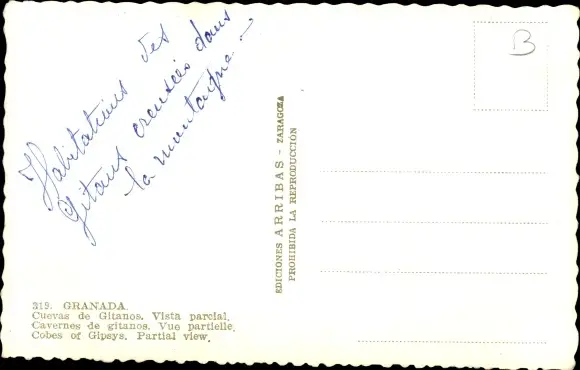 Habitations des
Gitans creusées dans
la montagne -
319. GRANADA.
Cuevas de Gitanos. Vista parcial.
Cavernes de gitanos. Vue partielle.
Cobes of Gipsys. Partial view.
EDICIONES ARRIBAS - ZARAGOZA
PROHIBIDA LA REPRODUCCIÓN
B